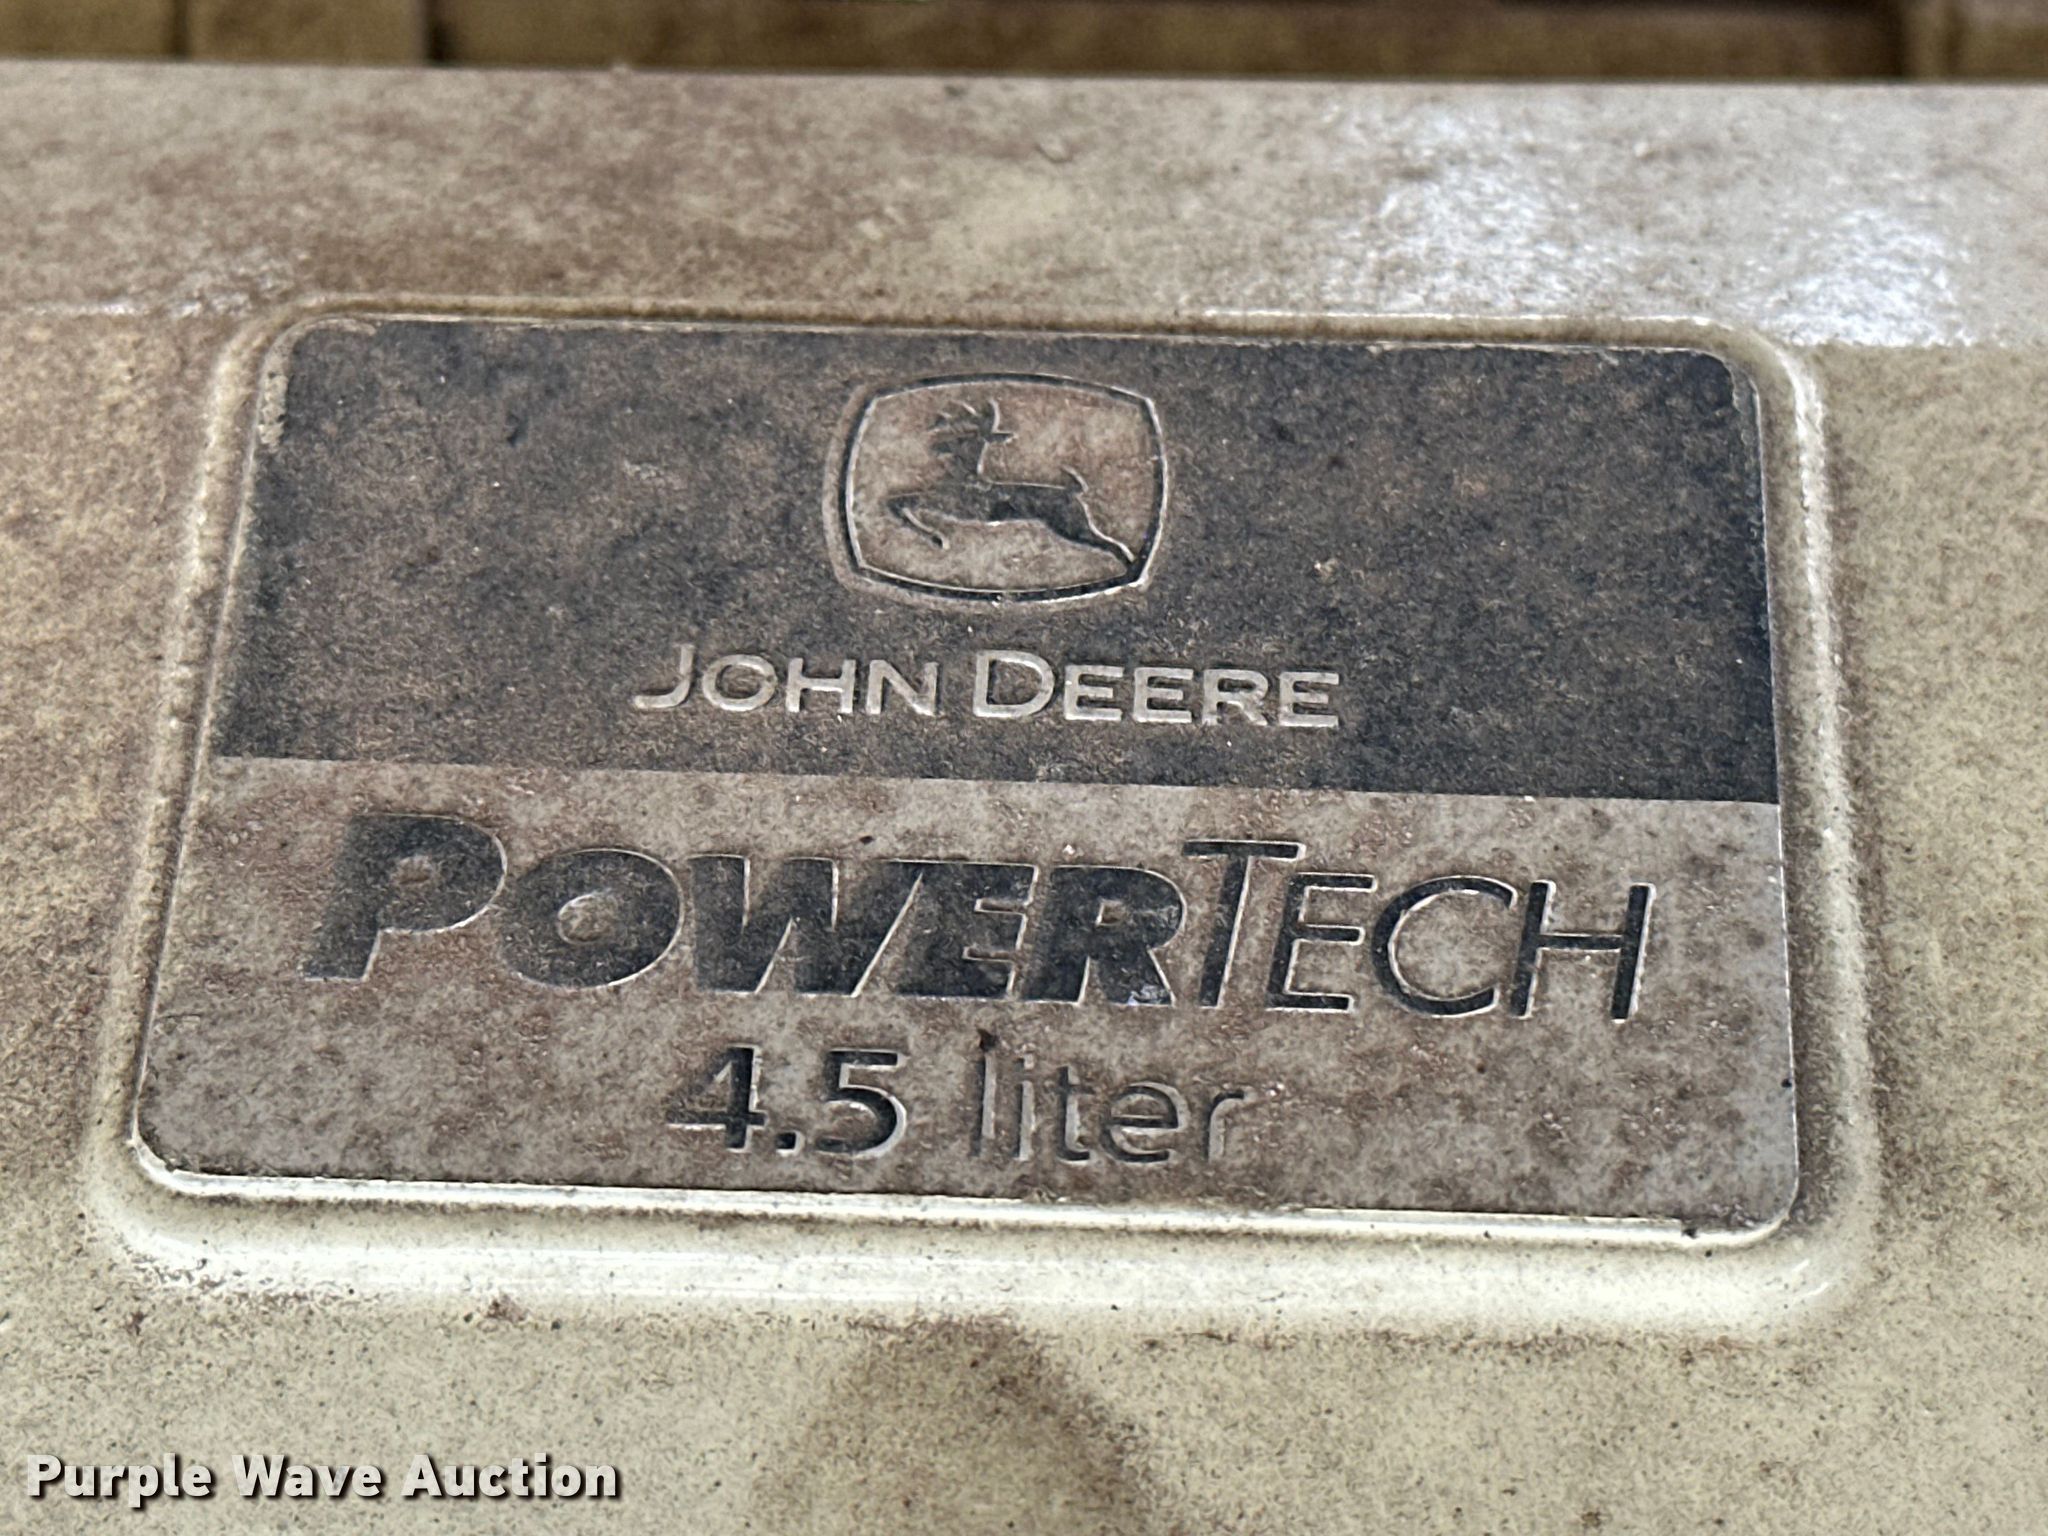 JOHN DEERE
POWERTECH
4.5 liter
Purple Wave Auction